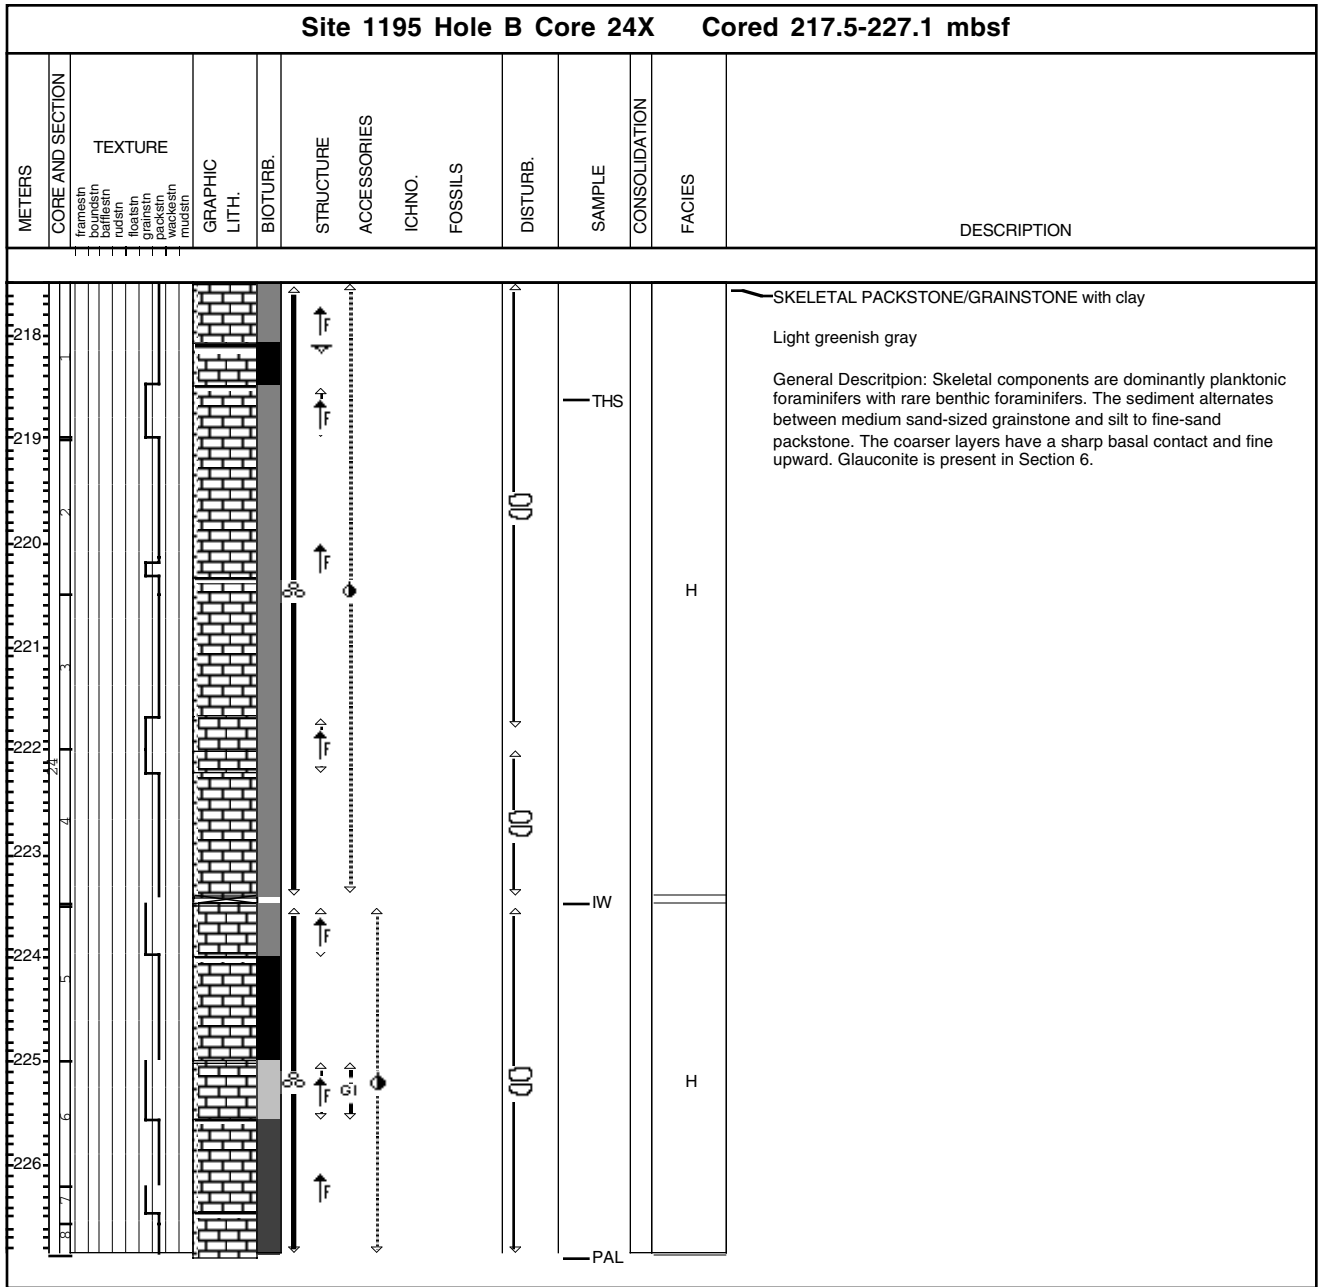 Site 1195 Hole B Core 24X Cored 217.5-227.1 mbsf
METERS
CORE AND SECTION
TEXTURE
framestn
boundstn
bafflestn
rudstn
floatstn
grainstn
packstn
wackestn
mudstn
GRAPHIC
LITH.
BIOTURB.
STRUCTURE
ACCESSORIES
ICHNO.
FOSSILS
DISTURB.
SAMPLE
CONSOLIDATION
FACIES
DESCRIPTION
SKELETAL PACKSTONE/GRAINSTONE with clay
Light greenish gray
General Descritpion: Skeletal components are dominantly planktonic
foraminifers with rare benthic foraminifers. The sediment alternates
between medium sand-sized grainstone and silt to fine-sand
packstone. The coarser layers have a sharp basal contact and fine
upward. Glauconite is present in Section 6.
218
1
F
F
THS
219
2
220
F
H
221
3
F
222
24
4
223
IW
F
224
5
225
F
Gl
H
6
226
F
7
8
PAL